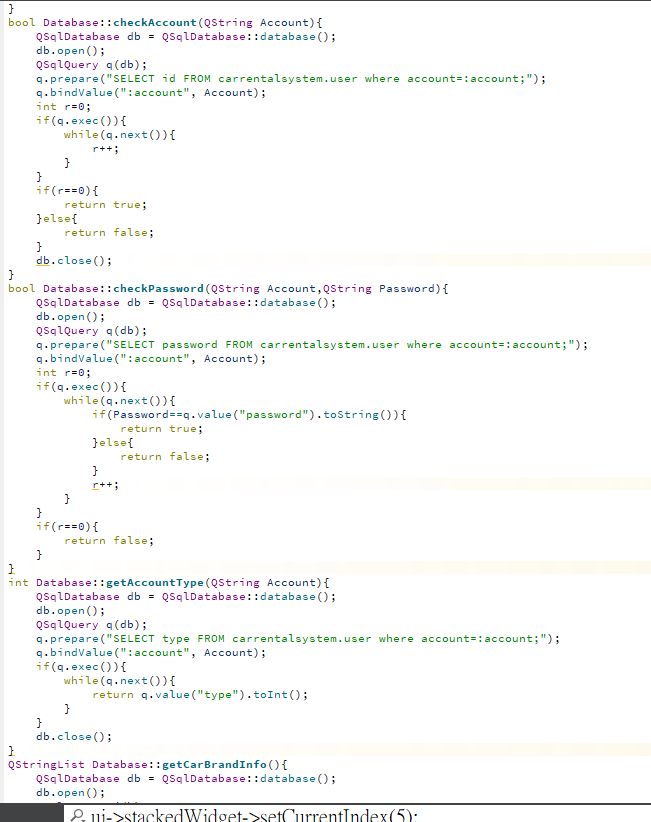 }
bool Database::checkAccount(QString Account){
    QSqlDatabase db = QSqlDatabase::database();
    db.open();
    QSqlQuery q(db);
    q.prepare("SELECT id FROM carrentalsystem.user where account=:account;");
    q.bindValue(":account", Account);
    int r=0;
    if(q.exec()){
        while(q.next()){
            r++;
        }
    }
    if(r==0){
        return true;
    }else{
        return false;
    }
    db.close();
}
bool Database::checkPassword(QString Account,QString Password){
    QSqlDatabase db = QSqlDatabase::database();
    db.open();
    QSqlQuery q(db);
    q.prepare("SELECT password FROM carrentalsystem.user where account=:account;");
    q.bindValue(":account", Account);
    int r=0;
    if(q.exec()){
        while(q.next()){
            if(Password==q.value("password").toString()){
                return true;
            }else{
                return false;
            }
            r++;
        }
    }
    if(r==0){
        return false;
    }
}
int Database::getAccountType(QString Account){
    QSqlDatabase db = QSqlDatabase::database();
    db.open();
    QSqlQuery q(db);
    q.prepare("SELECT type FROM carrentalsystem.user where account=:account;");
    q.bindValue(":account", Account);
    if(q.exec()){
        while(q.next()){
            return q.value("type").toInt();
        }
    }
    db.close();
}
QStringList Database::getCarBrandInfo(){
    QSqlDatabase db = QSqlDatabase::database();
    db.open();
ui->stackedWidget->setCurrentIndex(5);